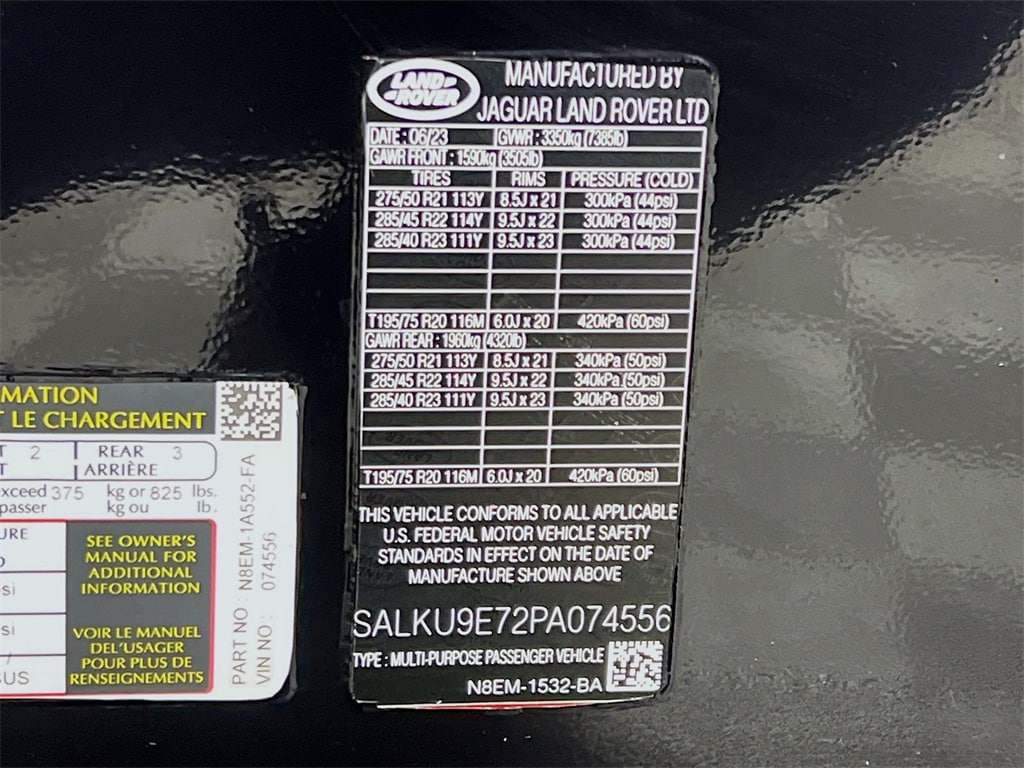 LAND ROVER
MANUFACTURED BY
JAGUAR LAND ROVER LTD
DATE : 06/23 GVWR : 3350kg (7385lb)
GAWR FRONT : 1590kg (3505lb)
TIRES RIMS PRESSURE (COLD)
275/50 R21 113Y 8.5J x 21 300kPa (44psi)
285/45 R22 114Y 9.5J x 22 300kPa (44psi)
285/40 R23 111Y 9.5J x 23 300kPa (44psi)
T195/75 R20 116M 6.0J x 20 420kPa (60psi)
GAWR REAR : 1960kg (4320lb)
275/50 R21 113Y 8.5J x 21 340kPa (50psi)
285/45 R22 114Y 9.5J x 22 340kPa (50psi)
285/40 R23 111Y 9.5J x 23 340kPa (50psi)
T195/75 R20 116M 6.0J x 20 420kPa (60psi)
THIS VEHICLE CONFORMS TO ALL APPLICABLE
U.S. FEDERAL MOTOR VEHICLE SAFETY
STANDARDS IN EFFECT ON THE DATE OF
MANUFACTURE SHOWN ABOVE
SALKU9E72PA074556
TYPE : MULTI-PURPOSE PASSENGER VEHICLE
N8EM-1532-BA
MATION
T LE CHARGEMENT
T 2 REAR 3
T ARRIÈRE
xceed 375 kg or 825 lbs.
passer kg ou lb.
URE
SEE OWNER'S
MANUAL FOR
ADDITIONAL
INFORMATION
si
si
VOIR LE MANUEL
DEL'USAGER
POUR PLUS DE
RENSEIGNEMENTS
SUS
PART NO : N8EM-1A552-FA
VIN NO : 074556